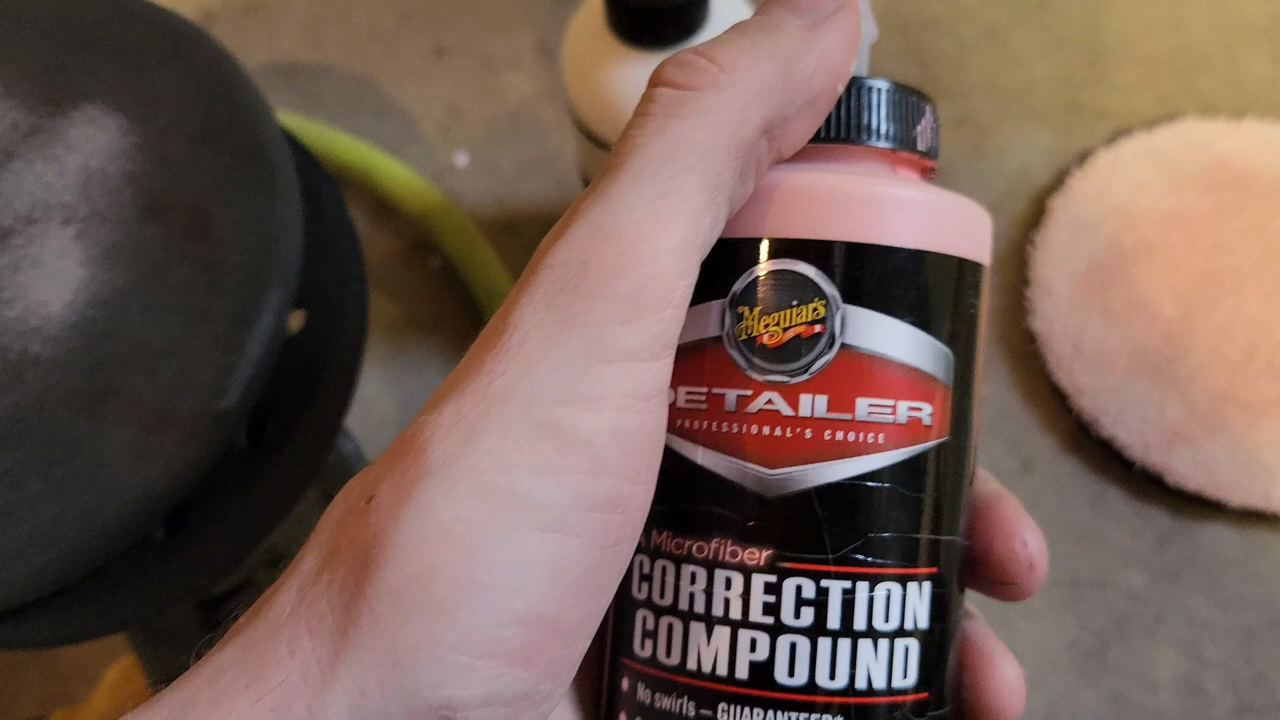 Meguiar's
DETAILER
PROFESSIONAL'S CHOICE
Microfiber
CORRECTION
COMPOUND
No swirls – GUARANTEED*